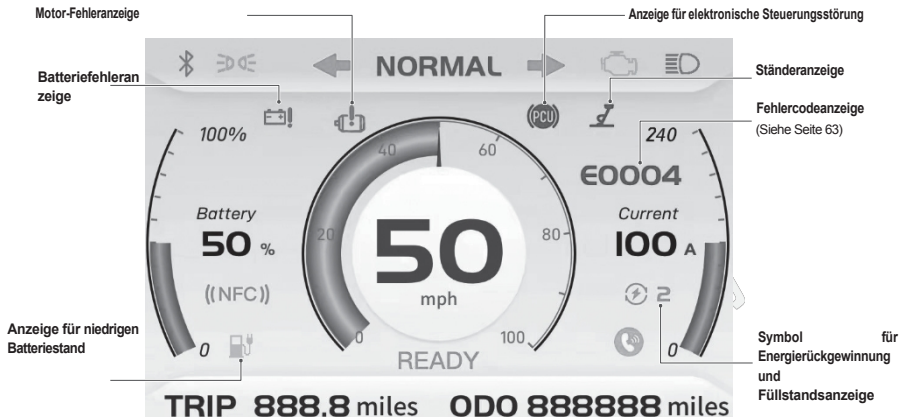 Motor-Fehleranzeige
Anzeige für elektronische Steuerungsstörung
NORMAL
Batteriefehleran
zeige
Ständeranzeige
Fehlercodeanzeige
(Siehe Seite 63)
PCU
100%
240
40
60
E0004
Battery
50 %
20
50
mph
80
Current
100 A
((NFC))
2
Anzeige für niedrigen
Batteriestand
0
0
100
0
READY
Symbol für
Energierückgewinnung
und
Füllstandsanzeige
TRIP 888.8 miles ODO 888888 miles